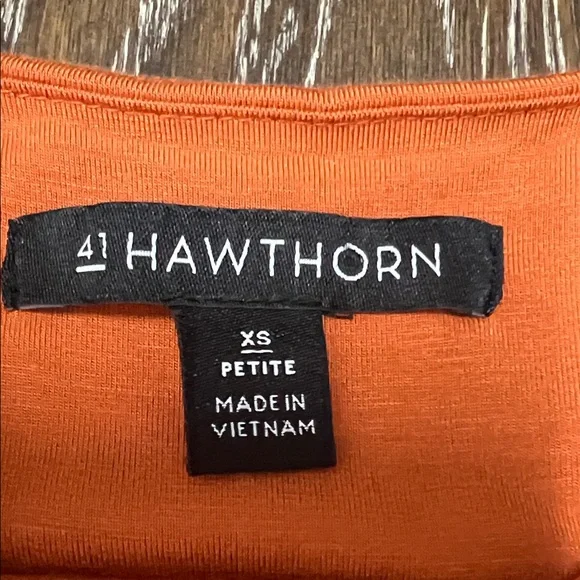 41 HAWTHORN
XS
PETITE
MADE IN
VIETNAM